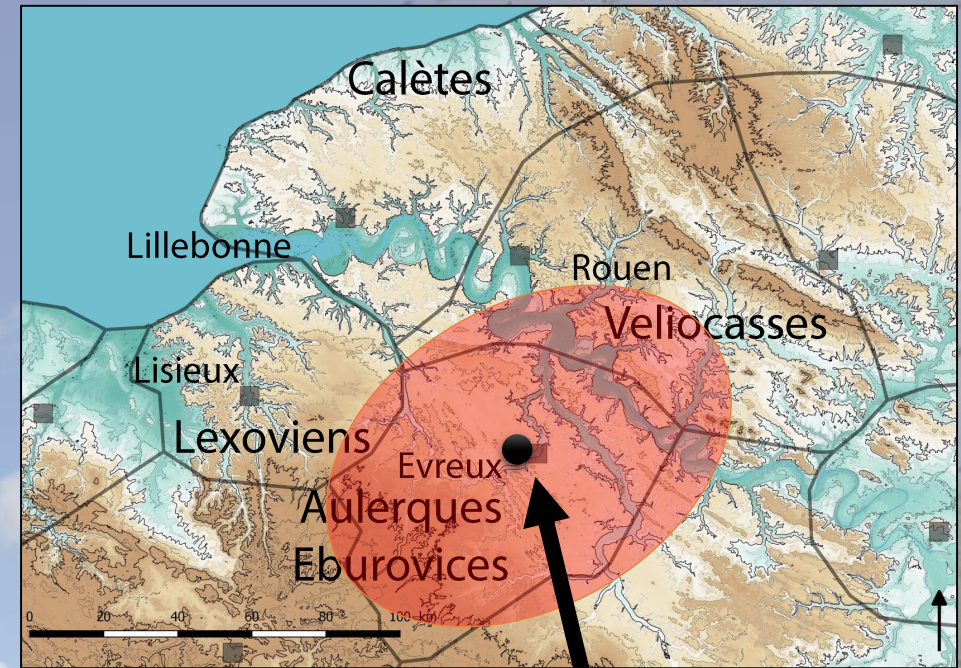 Calètes
Lillebonne
Rouen
Veliocasses
Lisieux
Lexoviens
Evreux
Aulerques
Eburovices
0 20 40 60 80 100 km